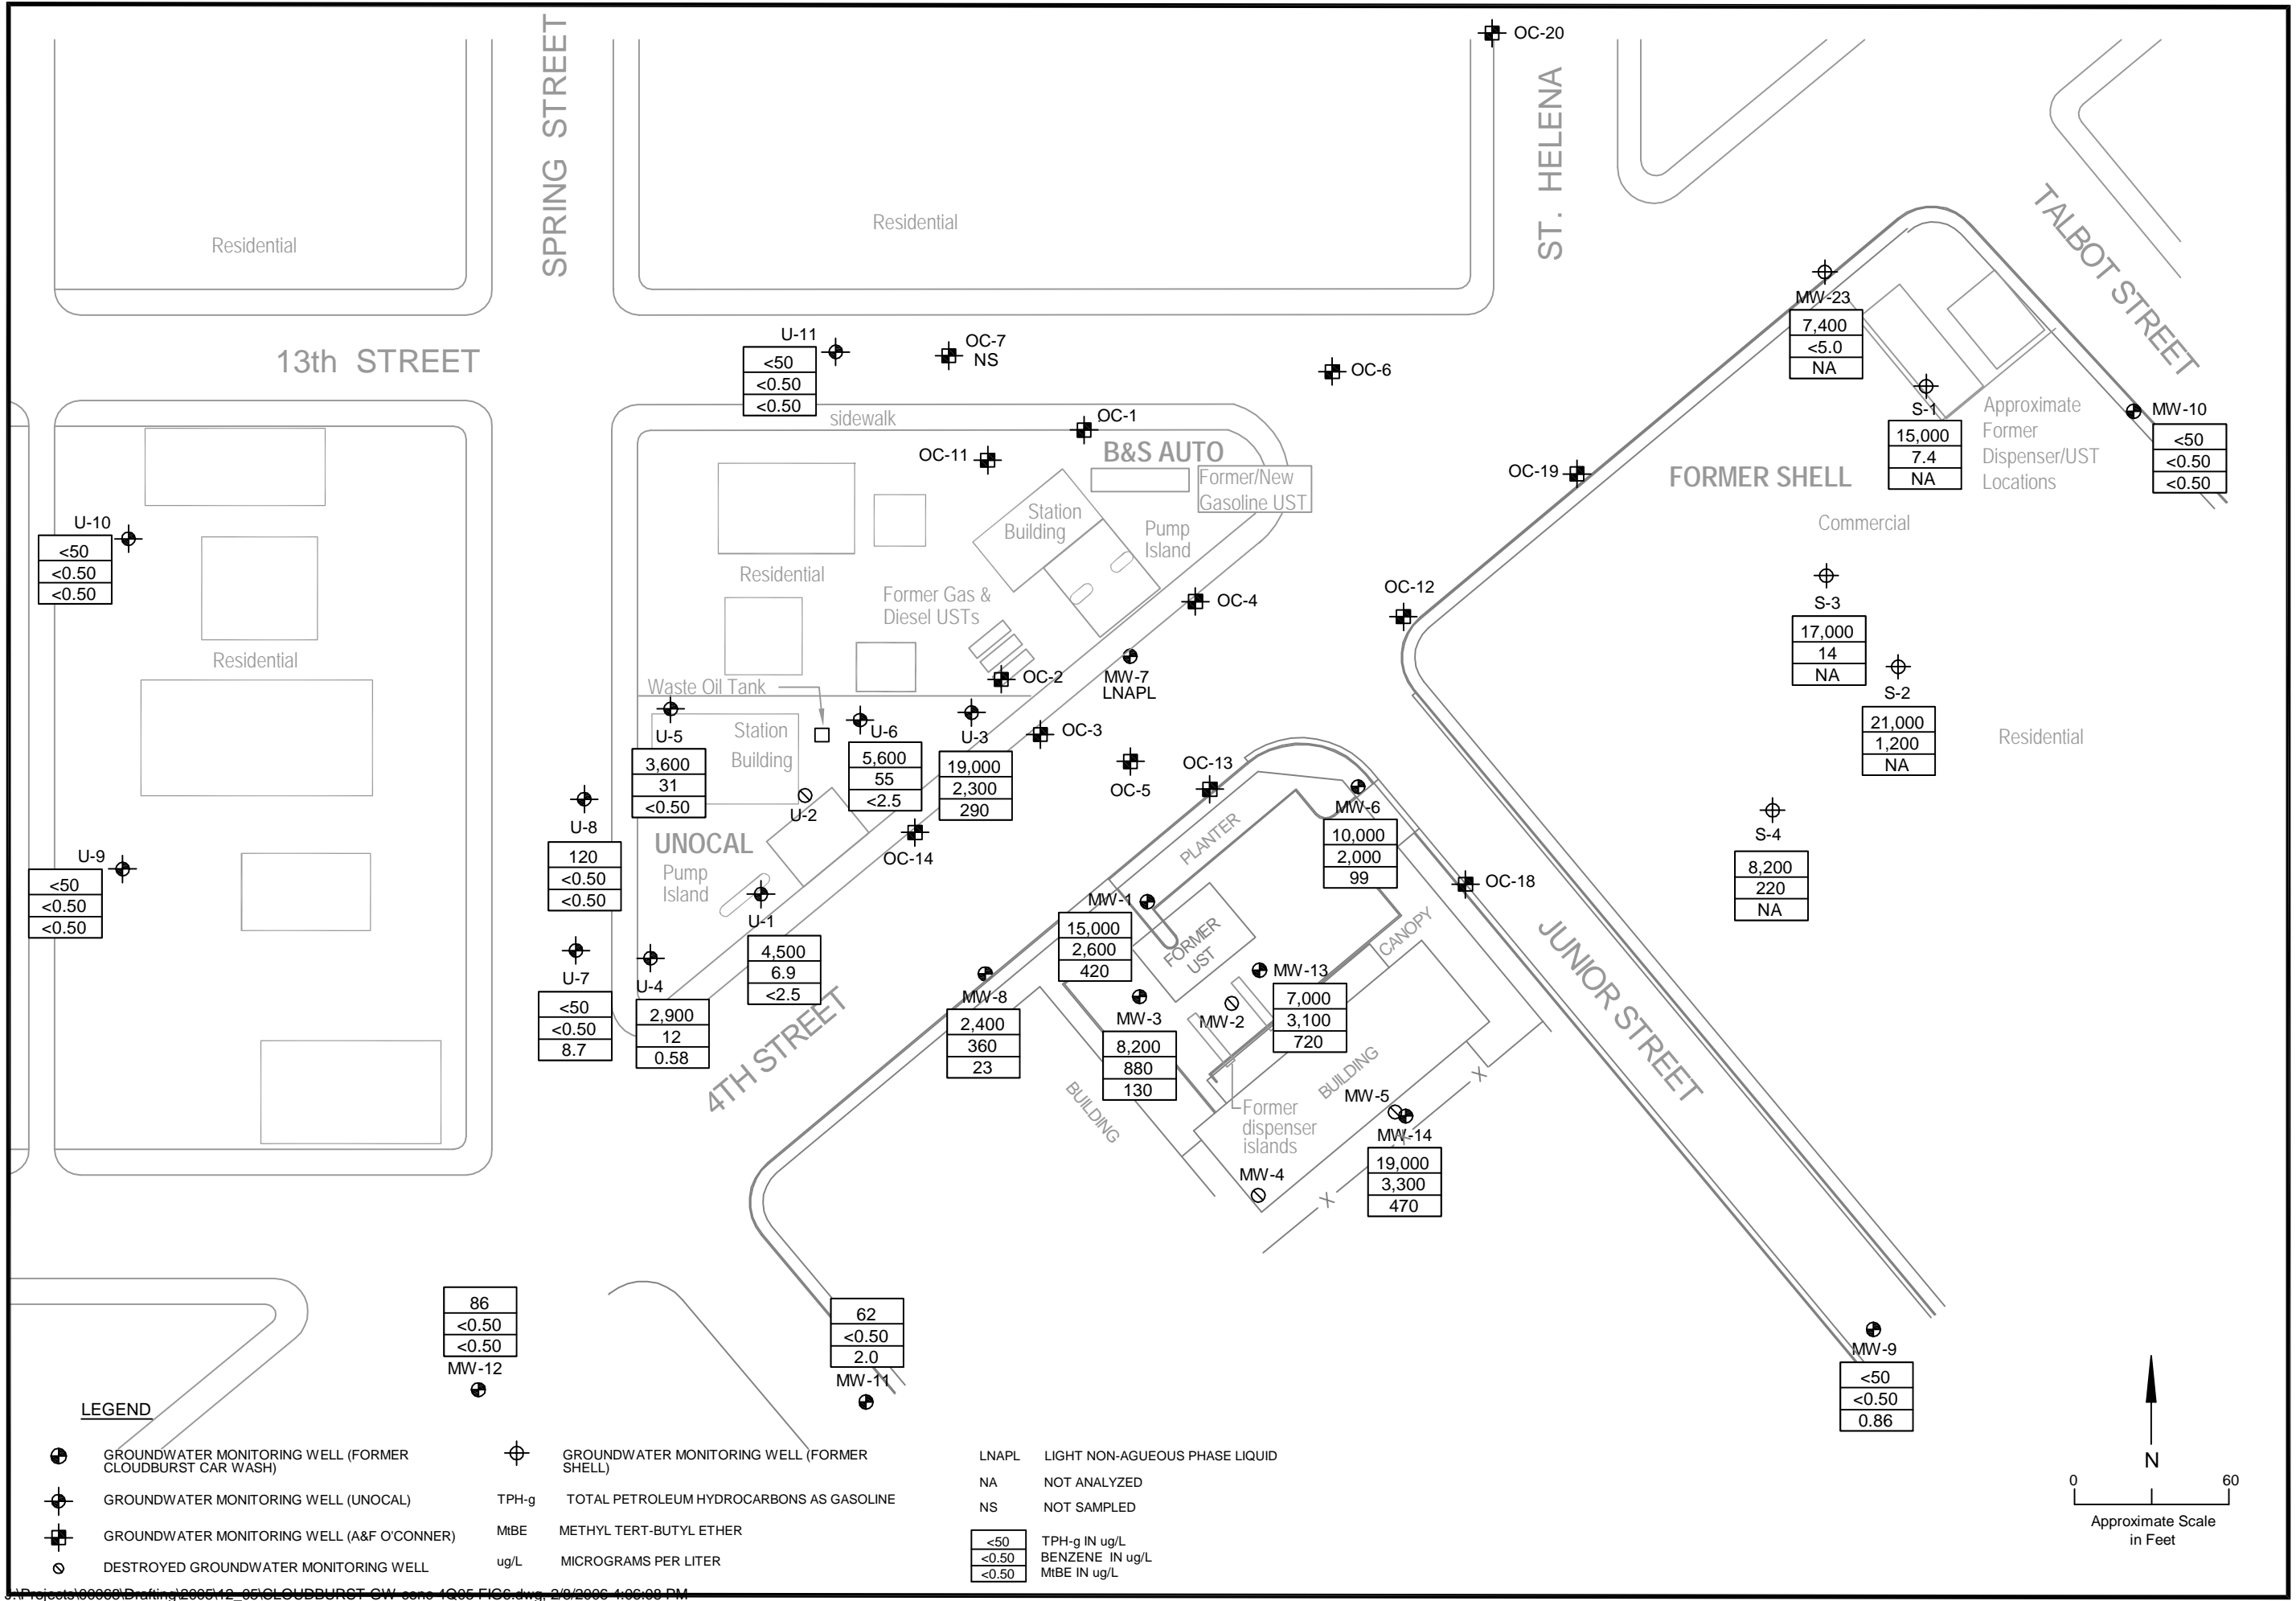 SPRING STREET
ST. HELENA
TALBOT STREET
OC-20
Residential
Residential
13th STREET
U-11
<50
<0.50
<0.50
OC-7
NS
OC-6
MW-23
7,400
<5.0
NA
S-1
15,000
7.4
NA
Approximate
Former
Dispenser/UST
Locations
MW-10
<50
<0.50
<0.50
sidewalk
OC-1
OC-11
B&S AUTO
Former/New
Gasoline UST
Station
Building
Pump
Island
OC-19
FORMER SHELL
Commercial
U-10
<50
<0.50
<0.50
Residential
Residential
Former Gas &
Diesel USTs
OC-4
OC-12
S-3
17,000
14
NA
S-2
21,000
1,200
NA
Residential
Waste Oil Tank
OC-2
MW-7
LNAPL
U-5
3,600
31
<0.50
Station
Building
U-6
5,600
55
<2.5
U-3
19,000
2,300
290
OC-3
OC-5
OC-13
U-2
UNOCAL
Pump
Island
OC-14
PLANTER
MW-6
10,000
2,000
99
S-4
8,200
220
NA
U-8
120
<0.50
<0.50
U-9
<50
<0.50
<0.50
U-1
4,500
6.9
<2.5
MW-1
15,000
2,600
420
FORMER
UST
CANOPY
OC-18
JUNIOR STREET
U-7
<50
<0.50
8.7
U-4
2,900
12
0.58
4TH STREET
MW-8
2,400
360
23
MW-3
8,200
880
130
MW-2
MW-13
7,000
3,100
720
BUILDING
BUILDING
Former
dispenser
islands
MW-5
MW-14
19,000
3,300
470
X
X
X
MW-4
86
<0.50
<0.50
MW-12
62
<0.50
2.0
MW-11
MW-9
<50
<0.50
0.86
LEGEND
GROUNDWATER MONITORING WELL (FORMER
CLOUDBURST CAR WASH)
GROUNDWATER MONITORING WELL (UNOCAL)
GROUNDWATER MONITORING WELL (A&F O'CONNER)
DESTROYED GROUNDWATER MONITORING WELL
GROUNDWATER MONITORING WELL (FORMER
SHELL)
TPH-g TOTAL PETROLEUM HYDROCARBONS AS GASOLINE
MtBE METHYL TERT-BUTYL ETHER
ug/L MICROGRAMS PER LITER
LNAPL LIGHT NON-AGUEOUS PHASE LIQUID
NA NOT ANALYZED
NS NOT SAMPLED
<50 TPH-g IN ug/L
<0.50 BENZENE IN ug/L
<0.50 MtBE IN ug/L
N
0 60
Approximate Scale
in Feet